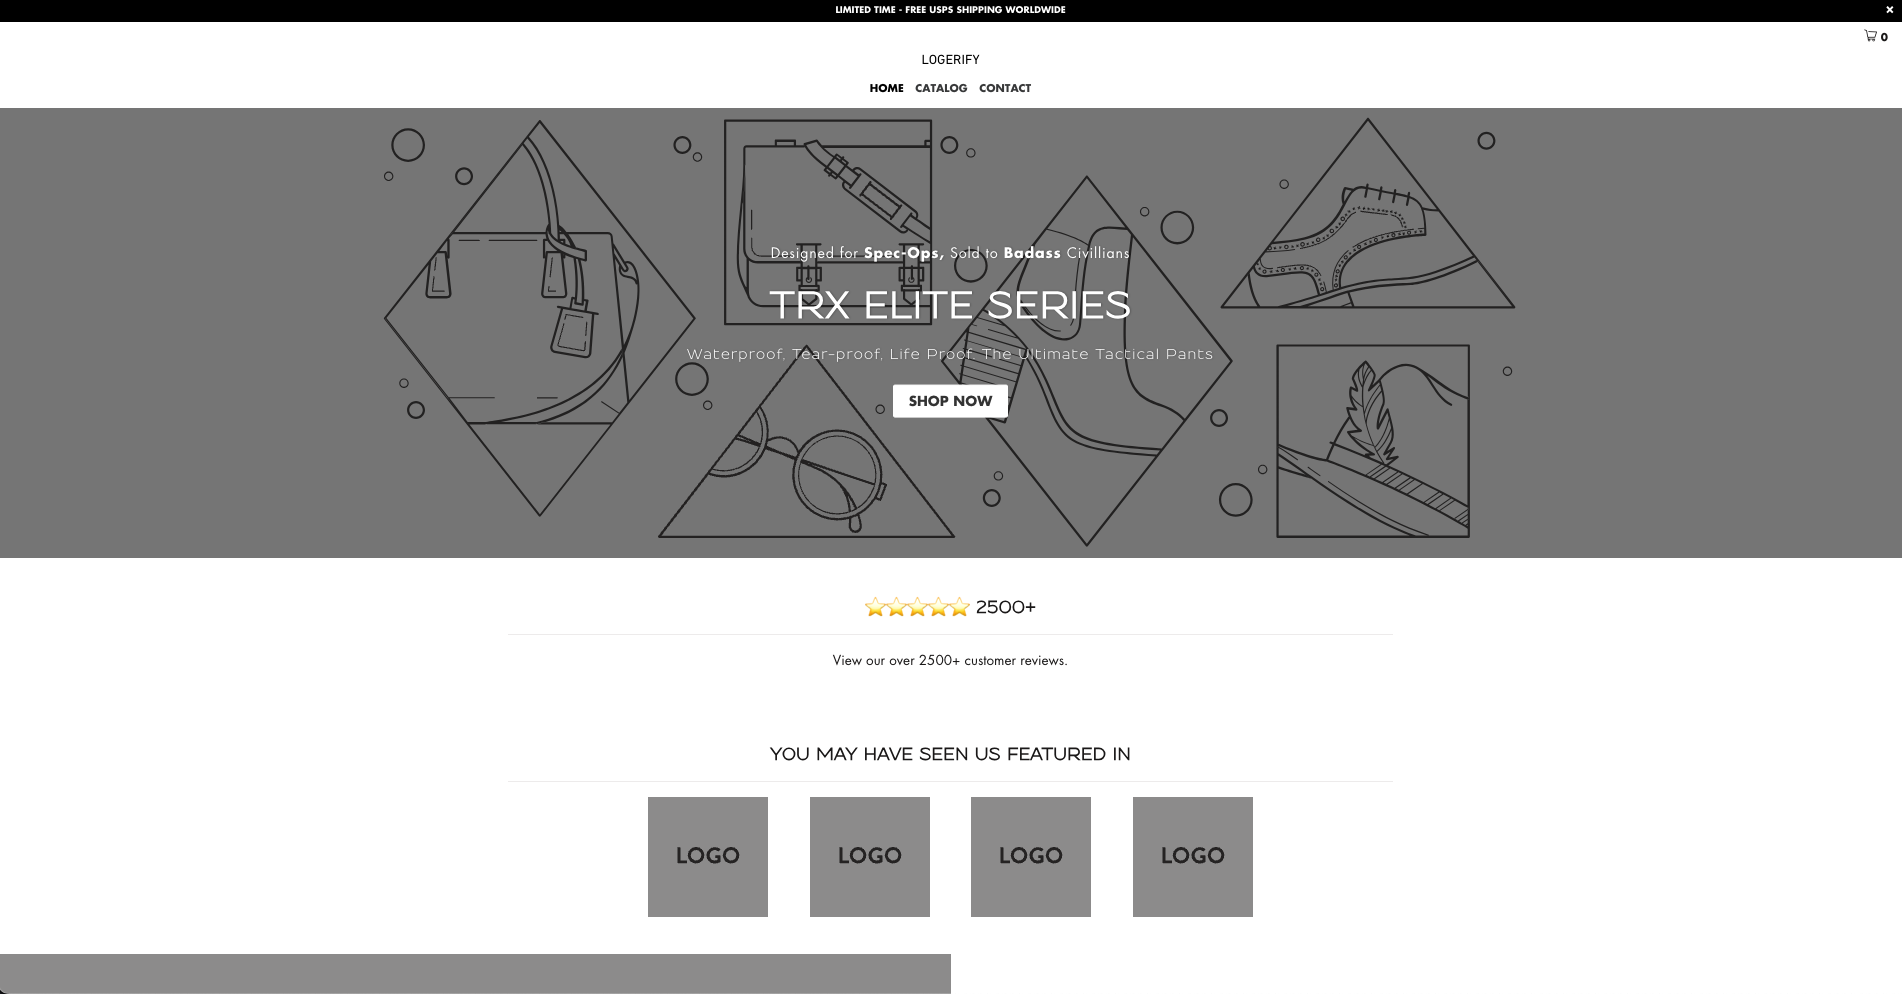 LIMITED TIME - FREE USPS SHIPPING WORLDWIDE ×
0
LOGERIFY
HOME CATALOG CONTACT
Designed for Spec-Ops, Sold to Badass Civillians
TRX ELITE SERIES
Waterproof, Tear-proof, Life Proof. The Ultimate Tactical Pants
SHOP NOW
2500+
View our over 2500+ customer reviews.
YOU MAY HAVE SEEN US FEATURED IN
LOGO LOGO LOGO LOGO